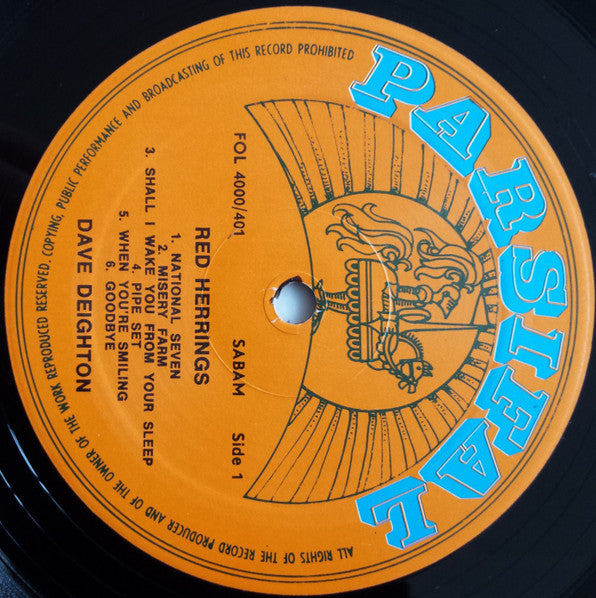 PARSIFAL
FOL 4000/401
SABAM
Side 1
RED HERRINGS
1. NATIONAL SEVEN
2. MISERY FARM
3. SHALL I WAKE YOU FROM YOUR SLEEP
4. PIPE SET
5. WHEN YOU'RE SMILING
6. GOODBYE
DAVE DEIGHTON
ALL RIGHTS OF THE RECORD PRODUCER AND OF THE OWNER OF THE WORK REPRODUCED RESERVED. COPYING, PUBLIC PERFORMANCE AND BROADCASTING OF THIS RECORD PROHIBITED